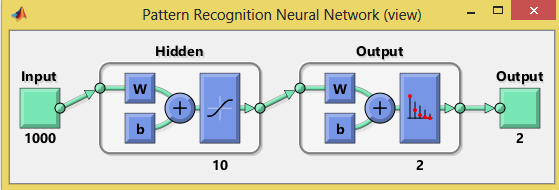 Pattern Recognition Neural Network (view)
Hidden
Output
Input
Output
W
W
b
b
1000
2
10
2